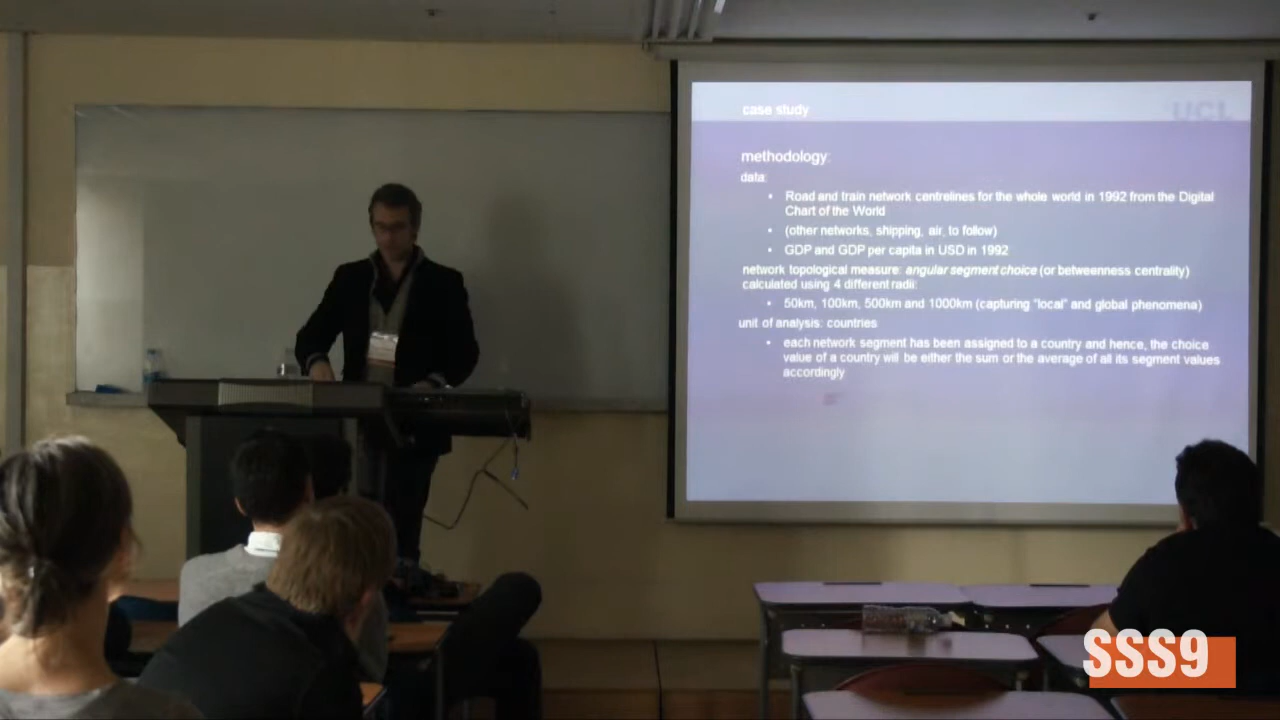 case study
UCL
methodology:
data:
• Road and train network centrelines for the whole world in 1992 from the Digital
Chart of the World
• (other networks, shipping, air, to follow)
• GDP and GDP per capita in USD in 1992
network topological measure: angular segment choice (or betweenness centrality)
calculated using 4 different radii:
• 50km, 100km, 500km and 1000km (capturing "local" and global phenomena)
unit of analysis: countries
• each network segment has been assigned to a country and hence, the choice
value of a country will be either the sum or the average of all its segment values
accordingly
SSS9